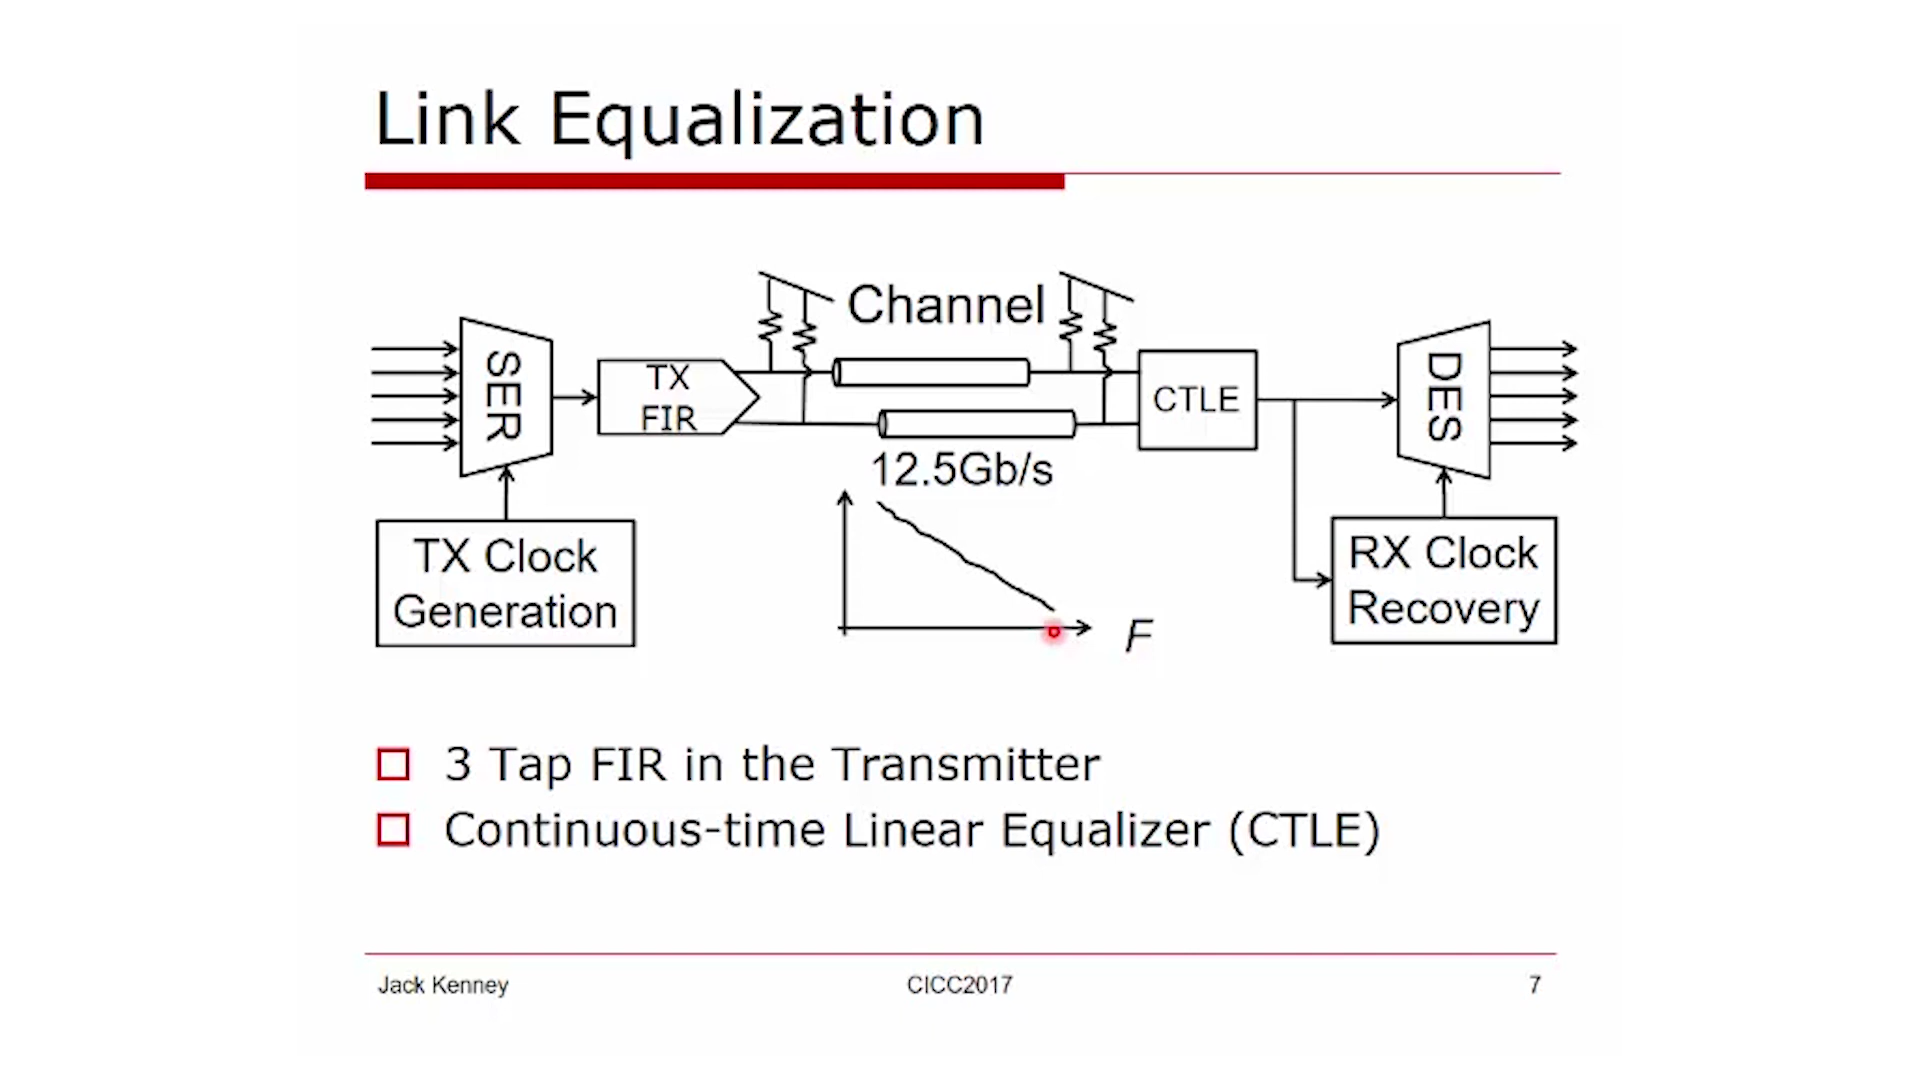 Link Equalization
Channel
SER
TX
FIR
CTLE
DES
12.5Gb/s
TX Clock
Generation
F
RX Clock
Recovery
3 Tap FIR in the Transmitter
Continuous-time Linear Equalizer (CTLE)
Jack Kenney
CICC2017
7